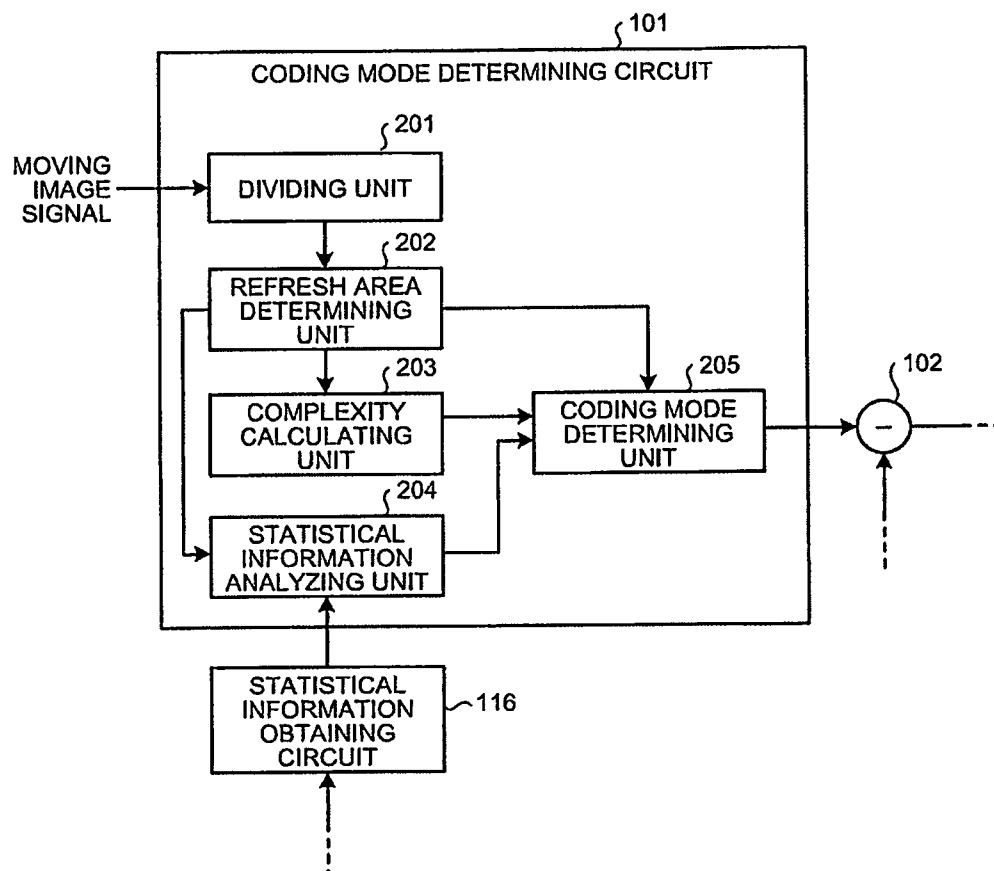 101
CODING MODE DETERMINING CIRCUIT
201
MOVING
IMAGE
SIGNAL
DIVIDING UNIT
202
REFRESH AREA
DETERMINING
UNIT
203
COMPLEXITY
CALCULATING
UNIT
205
CODING MODE
DETERMINING
UNIT
102
−
204
STATISTICAL
INFORMATION
ANALYZING UNIT
STATISTICAL
INFORMATION
OBTAINING
CIRCUIT
116